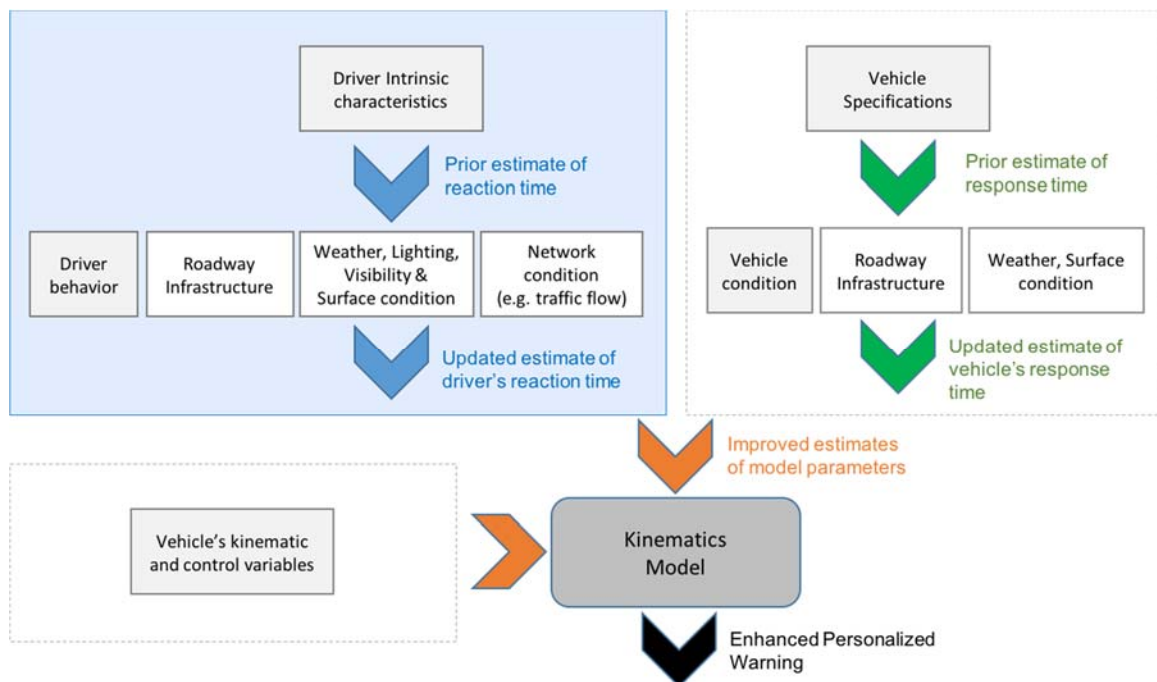 Driver Intrinsic
characteristics
Prior estimate of
reaction time
Driver
behavior
Roadway
Infrastructure
Weather, Lighting,
Visibility &
Surface condition
Network
condition
(e.g. traffic flow)
Updated estimate of
driver's reaction time
Vehicle
Specifications
Prior estimate of
response time
Vehicle
condition
Roadway
Infrastructure
Weather, Surface
condition
Updated estimate of
vehicle's response
time
Improved estimates
of model parameters
Vehicle's kinematic
and control variables
Kinematics
Model
Enhanced Personalized
Warning